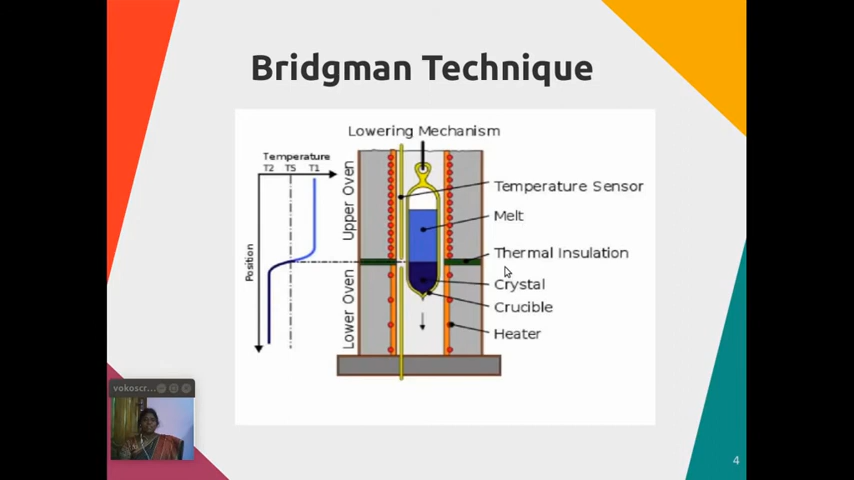 Bridgman Technique
Lowering Mechanism
Temperature
T2 TS T1
Position
Upper Oven
Lower Oven
Temperature Sensor
Melt
Thermal Insulation
Crystal
Crucible
Heater
vokoscr...
4